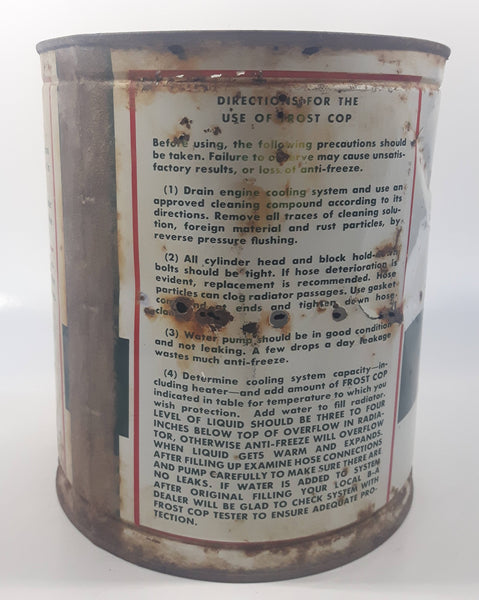 DIRECTIONS FOR THE
USE OF FROST COP
Before using, the following precautions should
be taken. Failure to observe may cause unsatis-
factory results, or loss of anti-freeze.
(1) Drain engine cooling system and use an
approved cleaning compound according to its
directions. Remove all traces of cleaning solu-
tion, foreign material and rust particles, by
reverse pressure flushing.
(2) All cylinder head and block hold-down
bolts should be tight. If hose deterioration is
evident, replacement is recommended. Hose
particles can clog radiator passages. Use gasket
ends and tighten down hose
(3) Water pump should be in good condition
and not leaking. A few drops a day leakage
wastes much anti-freeze.
(4) Determine cooling system capacity—in-
cluding heater—and add amount of FROST COP
indicated in table for temperature to which you
wish protection. Add water to fill radiator.
LEVEL OF LIQUID SHOULD BE THREE TO FOUR
INCHES BELOW TOP OF OVERFLOW IN RADIA-
TOR, OTHERWISE ANTI-FREEZE WILL OVERFLOW
WHEN LIQUID GETS WARM AND EXPANDS.
AFTER FILLING UP EXAMINE HOSE CONNECTIONS
AND PUMP CAREFULLY TO MAKE SURE THERE ARE
NO LEAKS. IF WATER IS ADDED TO SYSTEM
AFTER ORIGINAL FILLING YOUR LOCAL B-A
DEALER WILL BE GLAD TO CHECK SYSTEM WITH
FROST COP TESTER TO ENSURE ADEQUATE PRO-
TECTION.